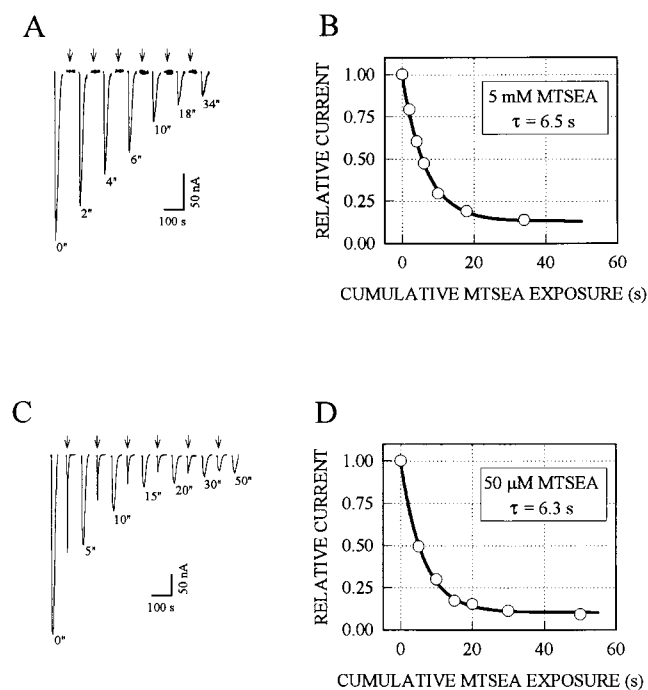 A
0"
2"
4"
6"
10"
18"
34"
50 nA
100 s
B
RELATIVE CURRENT
1.00
0.75
0.50
0.25
0.00
5 mM MTSEA
τ = 6.5 s
0 20 40 60
CUMULATIVE MTSEA EXPOSURE (s)
C
0"
5"
10"
15"
20"
30"
50"
50 nA
100 s
D
RELATIVE CURRENT
1.00
0.75
0.50
0.25
0.00
50 μM MTSEA
τ = 6.3 s
0 20 40 60
CUMULATIVE MTSEA EXPOSURE (s)